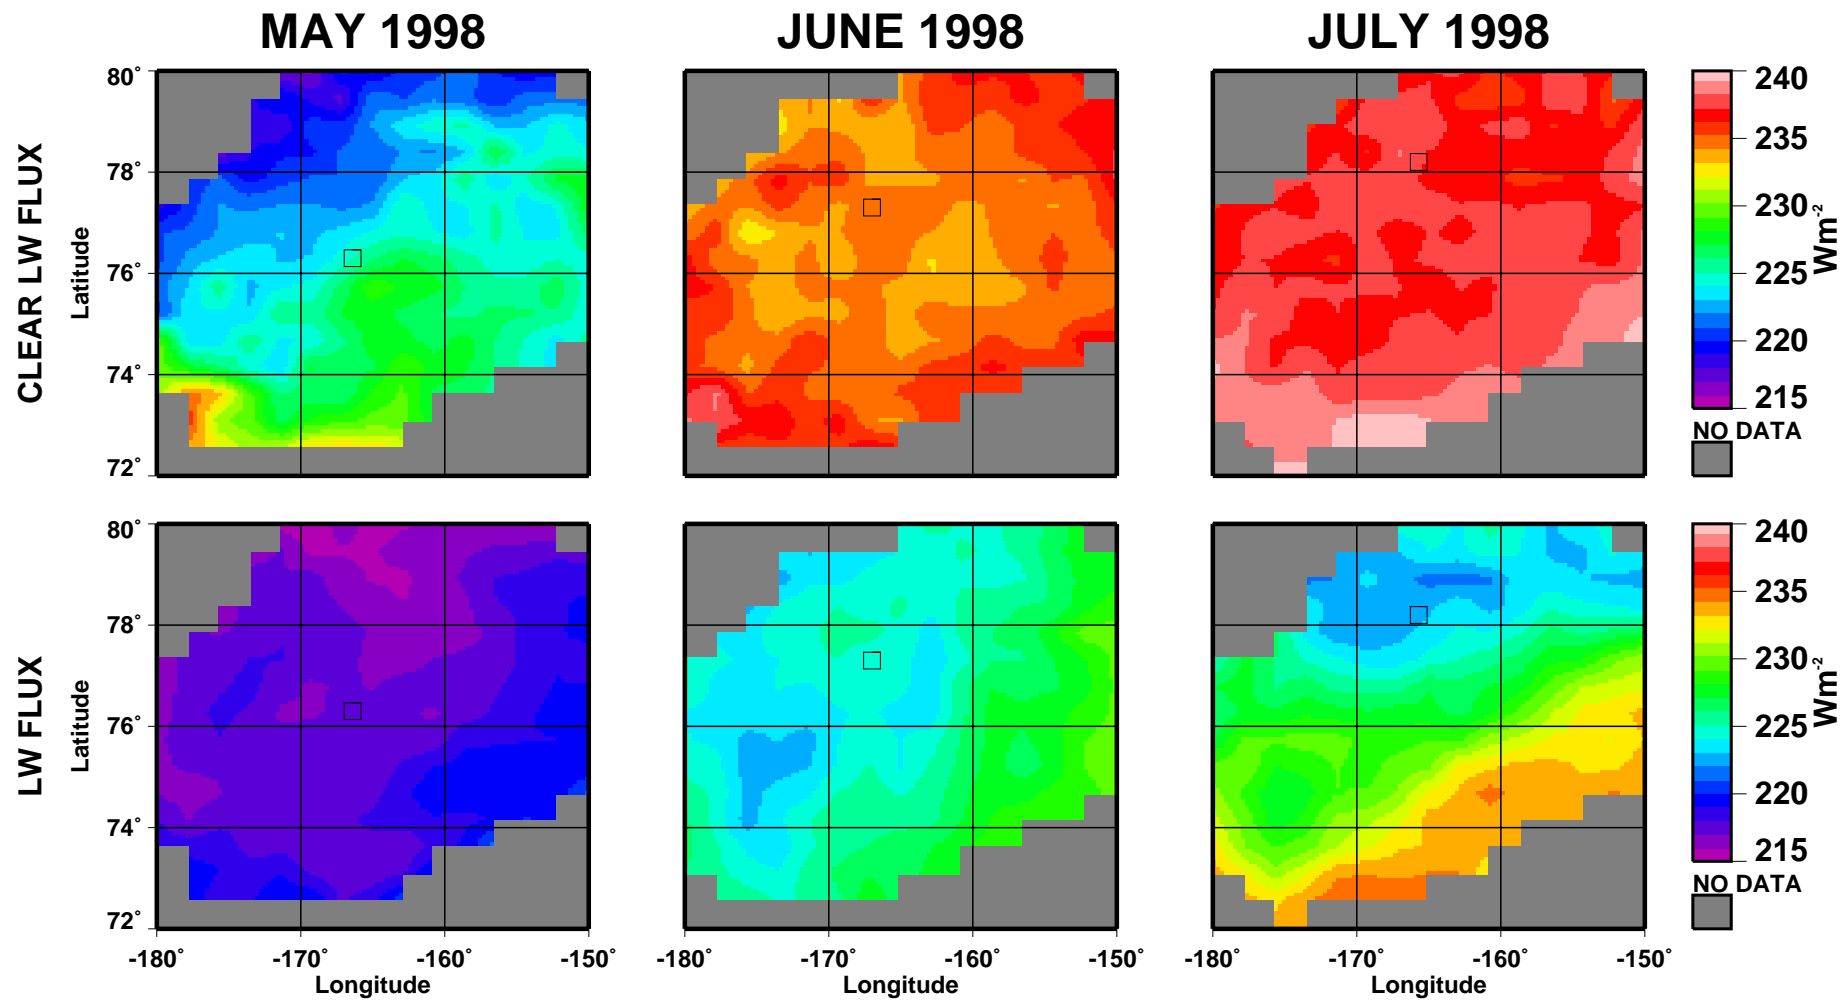 MAY 1998
JUNE 1998
JULY 1998
CLEAR LW FLUX
Latitude
80°
78°
76°
74°
72°
240
235
230
225
220
215
Wm-2
NO DATA
LW FLUX
Latitude
80°
78°
76°
74°
72°
240
235
230
225
220
215
Wm-2
NO DATA
-180° -170° -160° -150°
Longitude
-180° -170° -160° -150°
Longitude
-180° -170° -160° -150°
Longitude